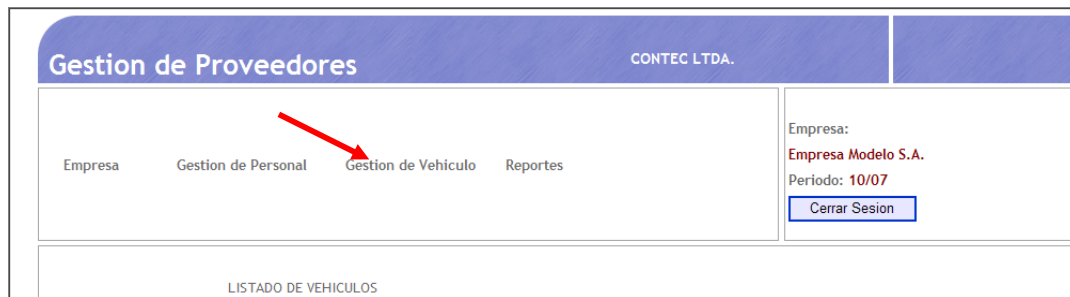 Gestion de Proveedores CONTEC LTDA.
Empresa Gestion de Personal Gestion de Vehiculo Reportes
Empresa:
Empresa Modelo S.A.
Periodo: 10/07
Cerrar Sesion
LISTADO DE VEHICULOS